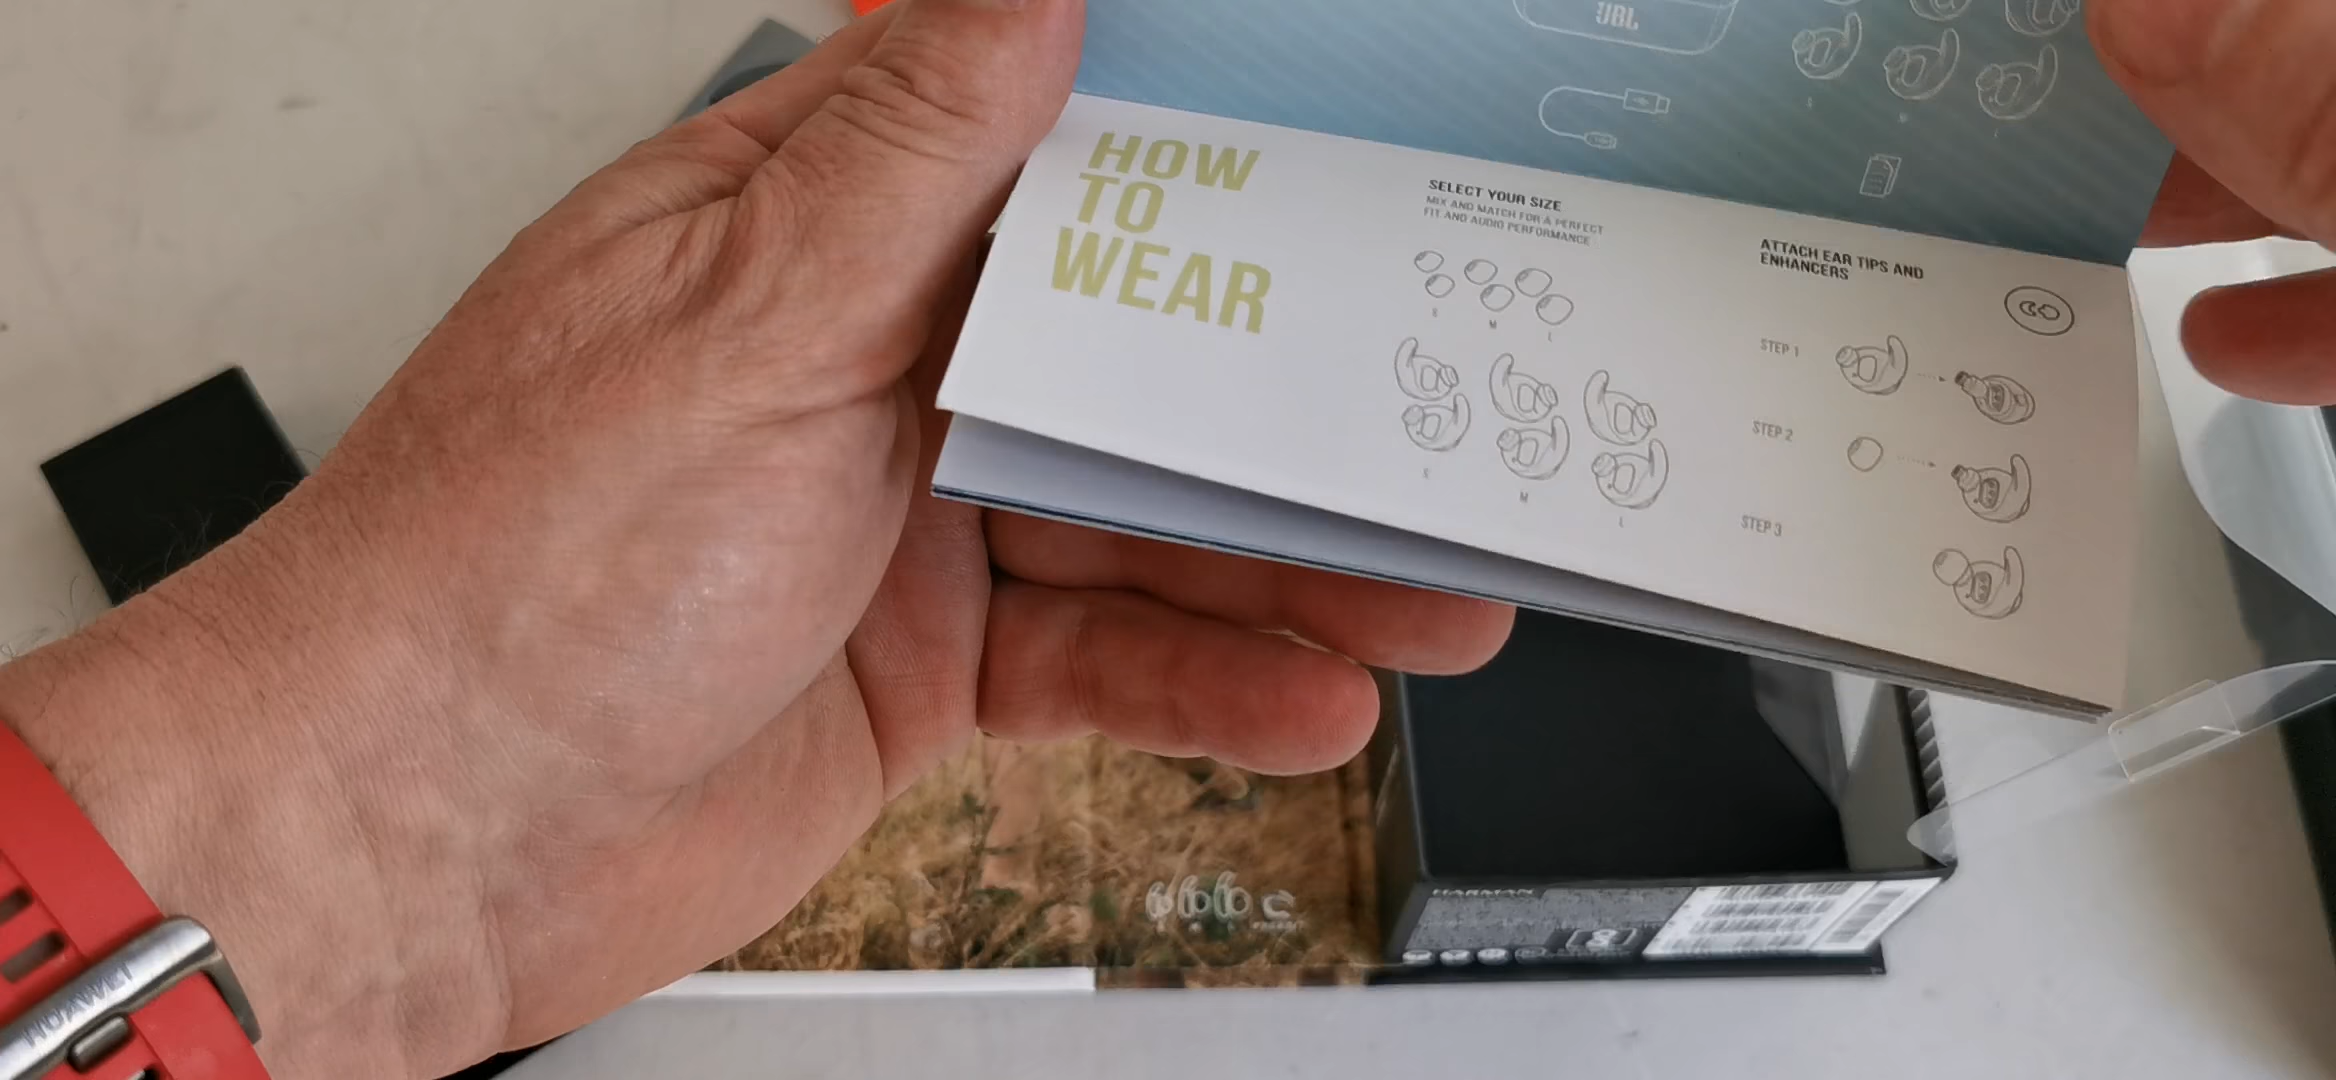 JBL
HOW
TO
WEAR
SELECT YOUR SIZE
MIX AND MATCH FOR A PERFECT
FIT AND AUDIO PERFORMANCE
S
M
L
S
M
L
ATTACH EAR TIPS AND
ENHANCERS
STEP 1
STEP 2
STEP 3
HARMAN
HUAWEI